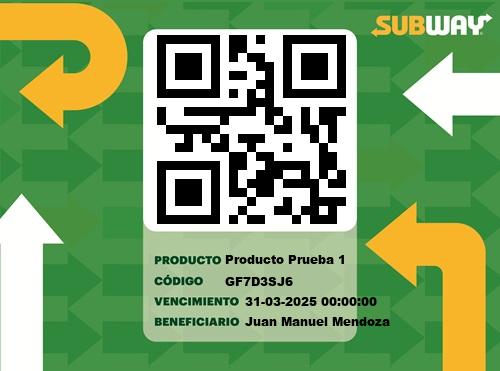 SUBWAY
PRODUCTO Producto Prueba 1
CÓDIGO GF7D3SJ6
VENCIMIENTO 31-03-2025 00:00:00
BENEFICIARIO Juan Manuel Mendoza